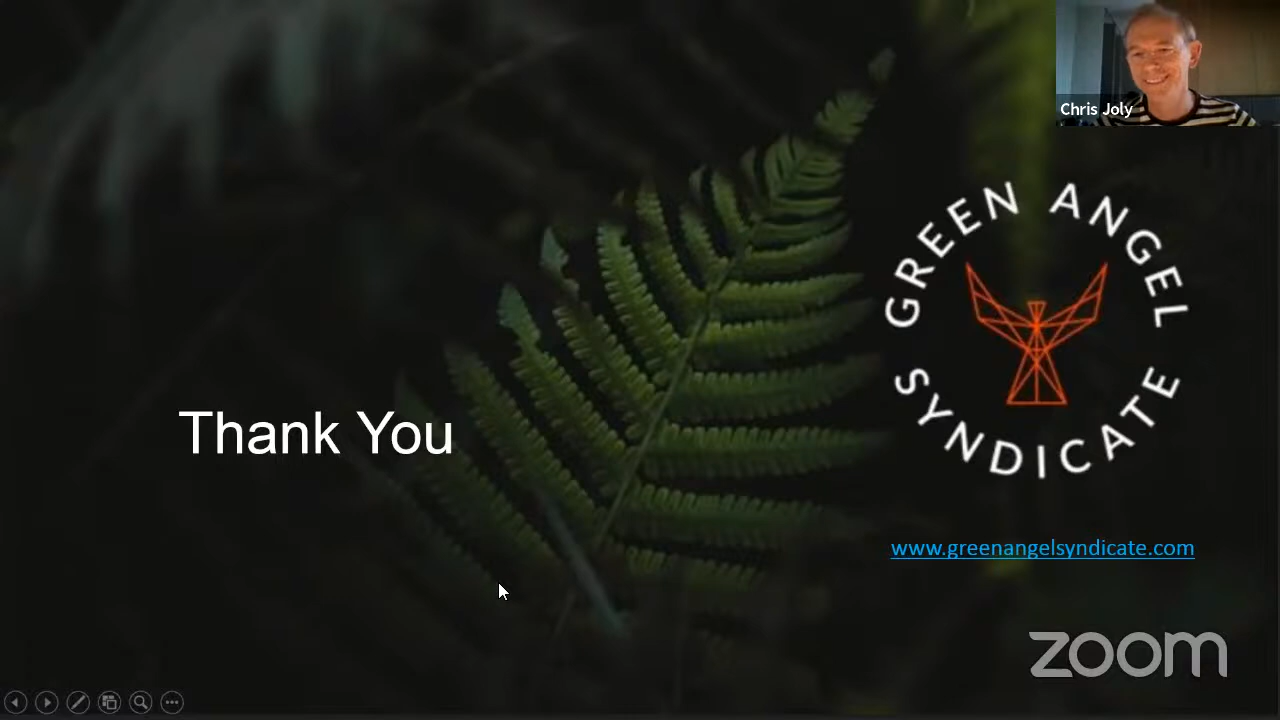 Chris Joly
GREEN ANGEL
SYNDICATE
Thank You
www.greenangelsyndicate.com
zoom